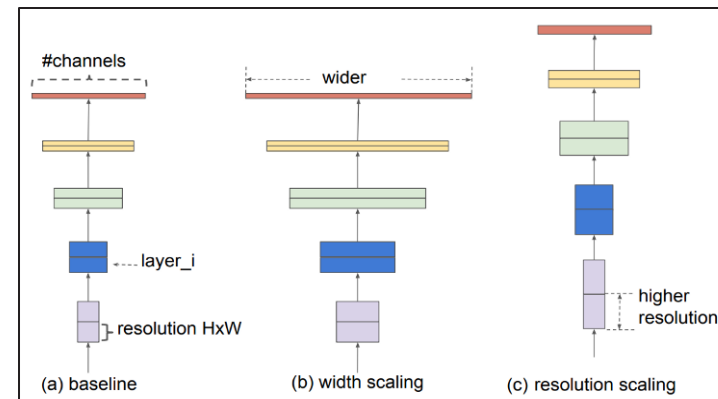 #channels
wider
layer_i
resolution HxW
higher
resolution
(a) baseline
(b) width scaling
(c) resolution scaling